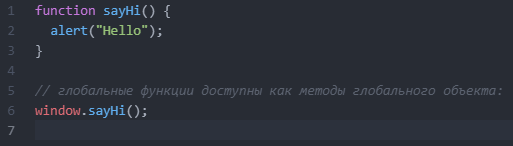 1 function sayHi() {
2   alert("Hello");
3 }
4
5 // глобальные функции доступны как методы глобального объекта:
6 window.sayHi();
7